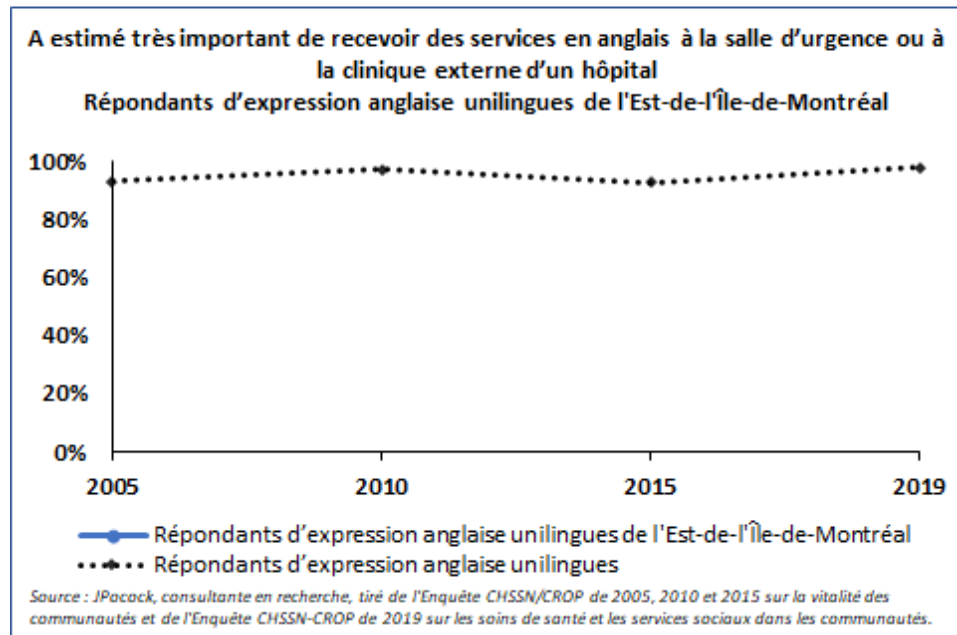 A estimé très important de recevoir des services en anglais à la salle d’urgence ou à
la clinique externe d’un hôpital
Répondants d’expression anglaise unilingues de l'Est-de-l'Île-de-Montréal
100%
80%
60%
40%
20%
0%
2005 2010 2015 2019
Répondants d’expression anglaise unilingues de l'Est-de-l'Île-de-Montréal
Répondants d’expression anglaise unilingues
Source : JPocock, consultante en recherche, tiré de l'Enquête CHSSN/CROP de 2005, 2010 et 2015 sur la vitalité des
communautés et de l'Enquête CHSSN-CROP de 2019 sur les soins de santé et les services sociaux dans les communautés.